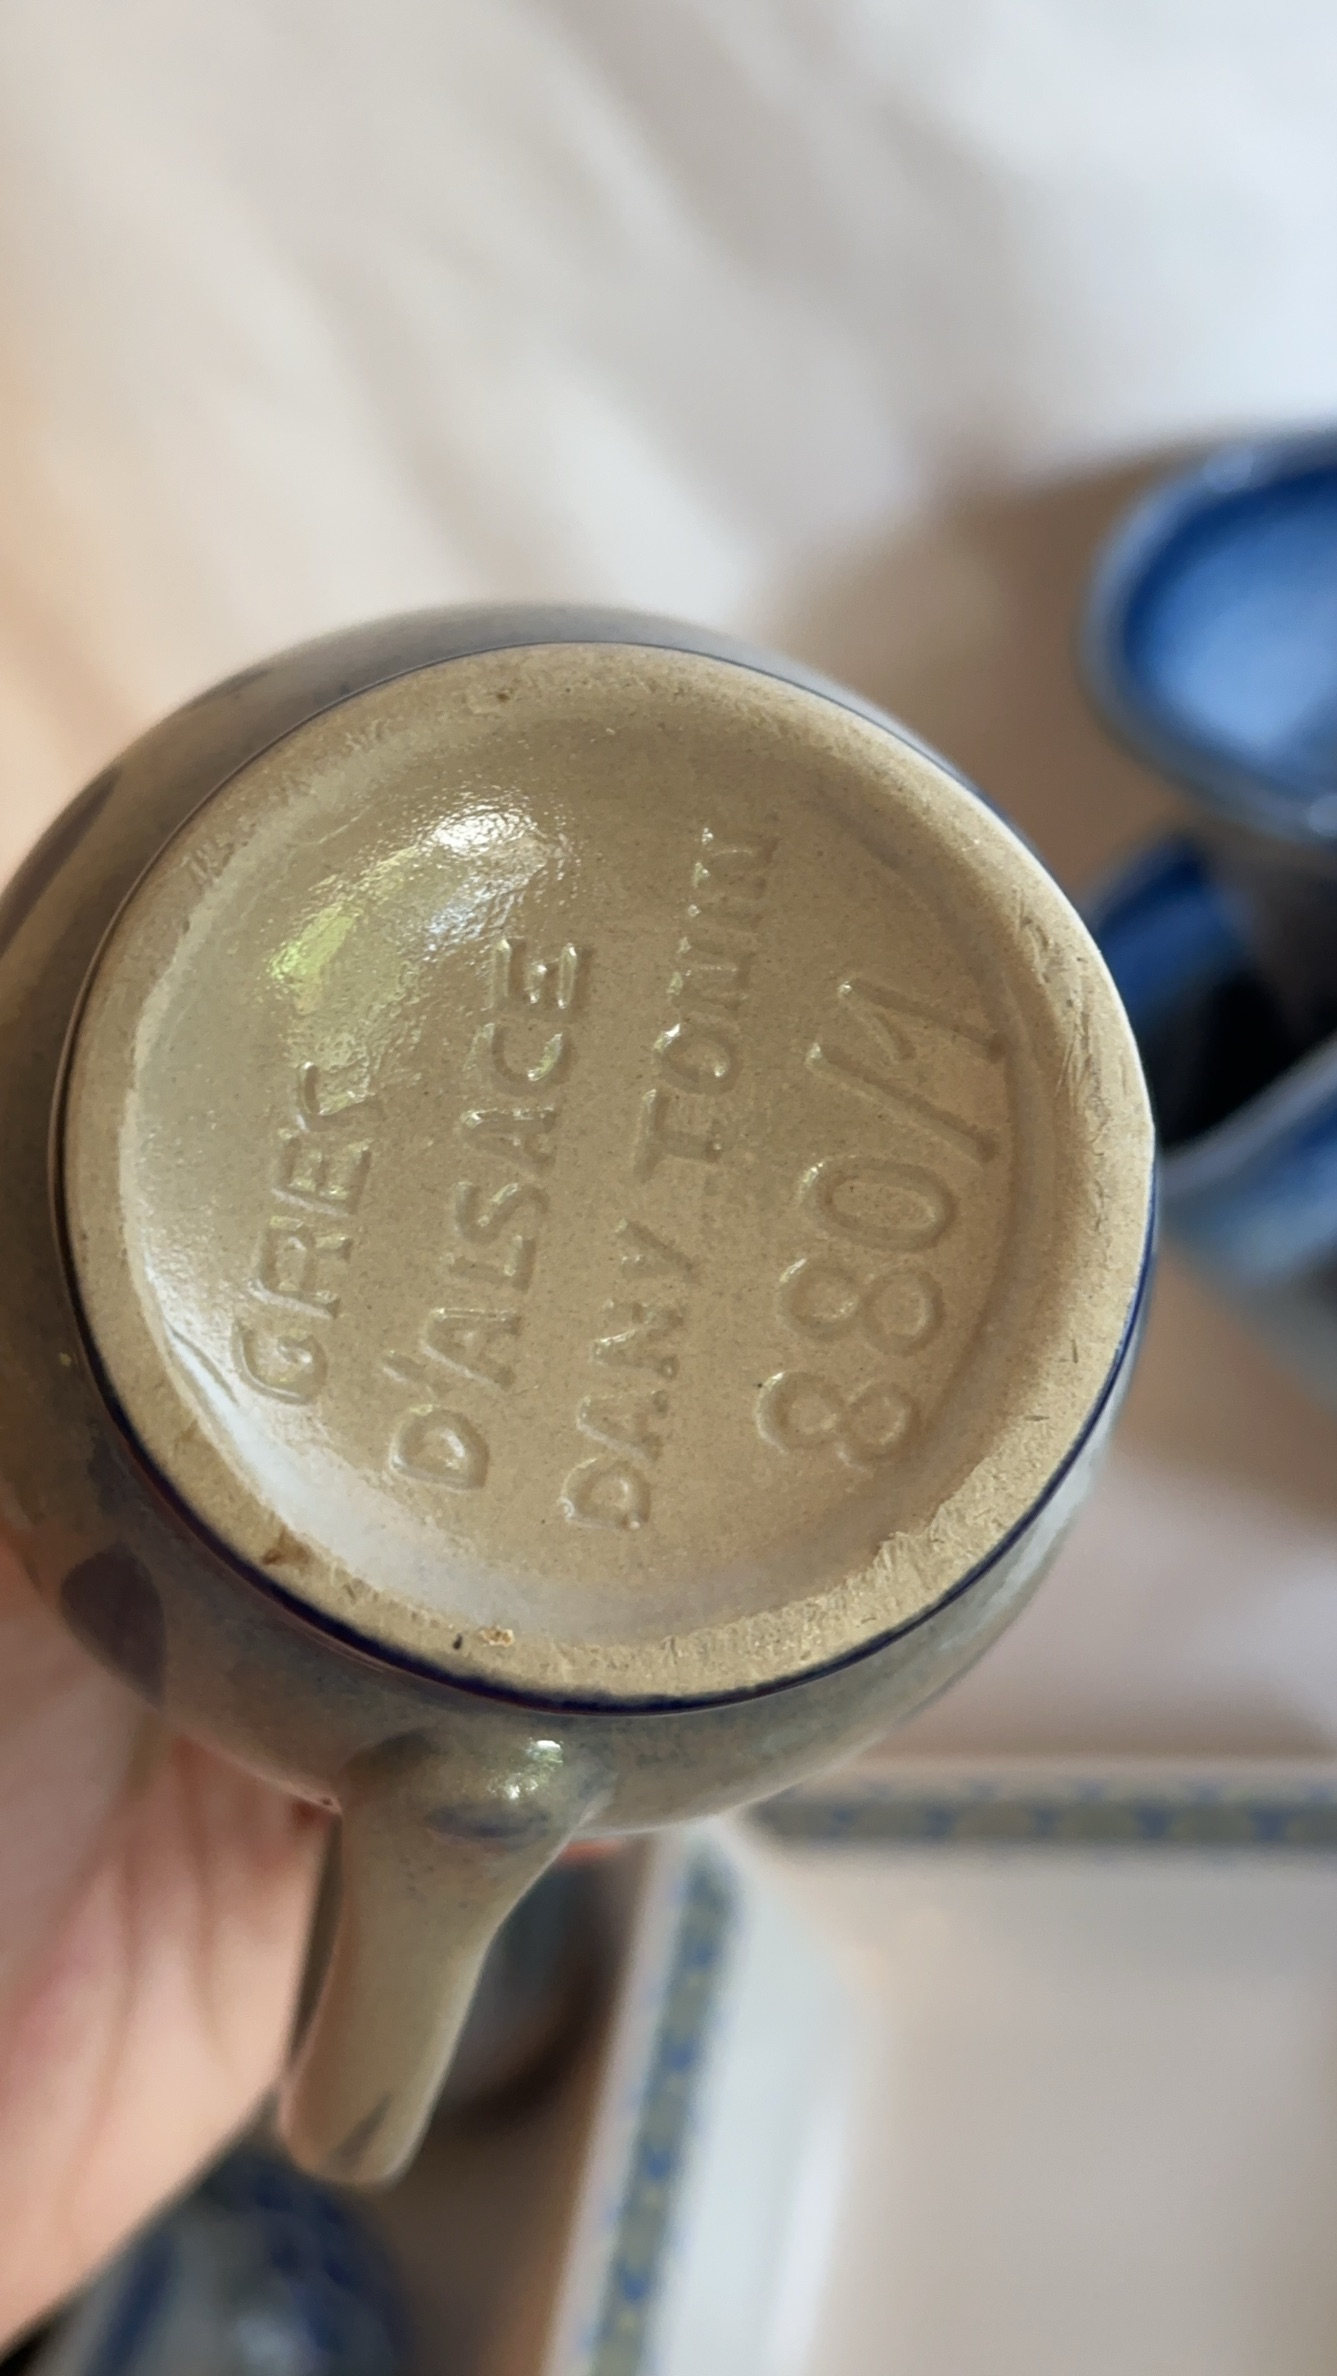 GRES
D'ALSACE
DANY TONIN
880/1